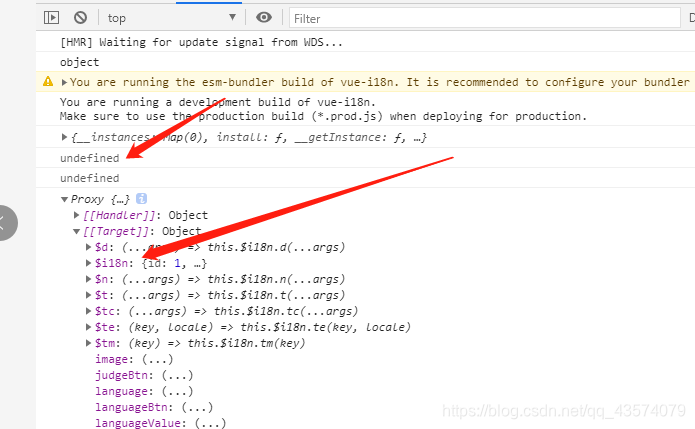 top
Filter
[HMR] Waiting for update signal from WDS...
object
You are running the esm-bundler build of vue-i18n. It is recommended to configure your bundler
You are running a development build of vue-i18n.
Make sure to use the production build (*.prod.js) when deploying for production.
{__instances: Map(0), install: ƒ, __getInstance: ƒ, …}
undefined
undefined
Proxy {…}
[[Handler]]: Object
[[Target]]: Object
$d: (...args) => this.$i18n.d(...args)
$i18n: {id: 1, …}
$n: (...args) => this.$i18n.n(...args)
$t: (...args) => this.$i18n.t(...args)
$tc: (...args) => this.$i18n.tc(...args)
$te: (key, locale) => this.$i18n.te(key, locale)
$tm: (key) => this.$i18n.tm(key)
image: (...)
judgeBtn: (...)
language: (...)
languageBtn: (...)
languageValue: (...)
https://blog.csdn.net/qq_43574079